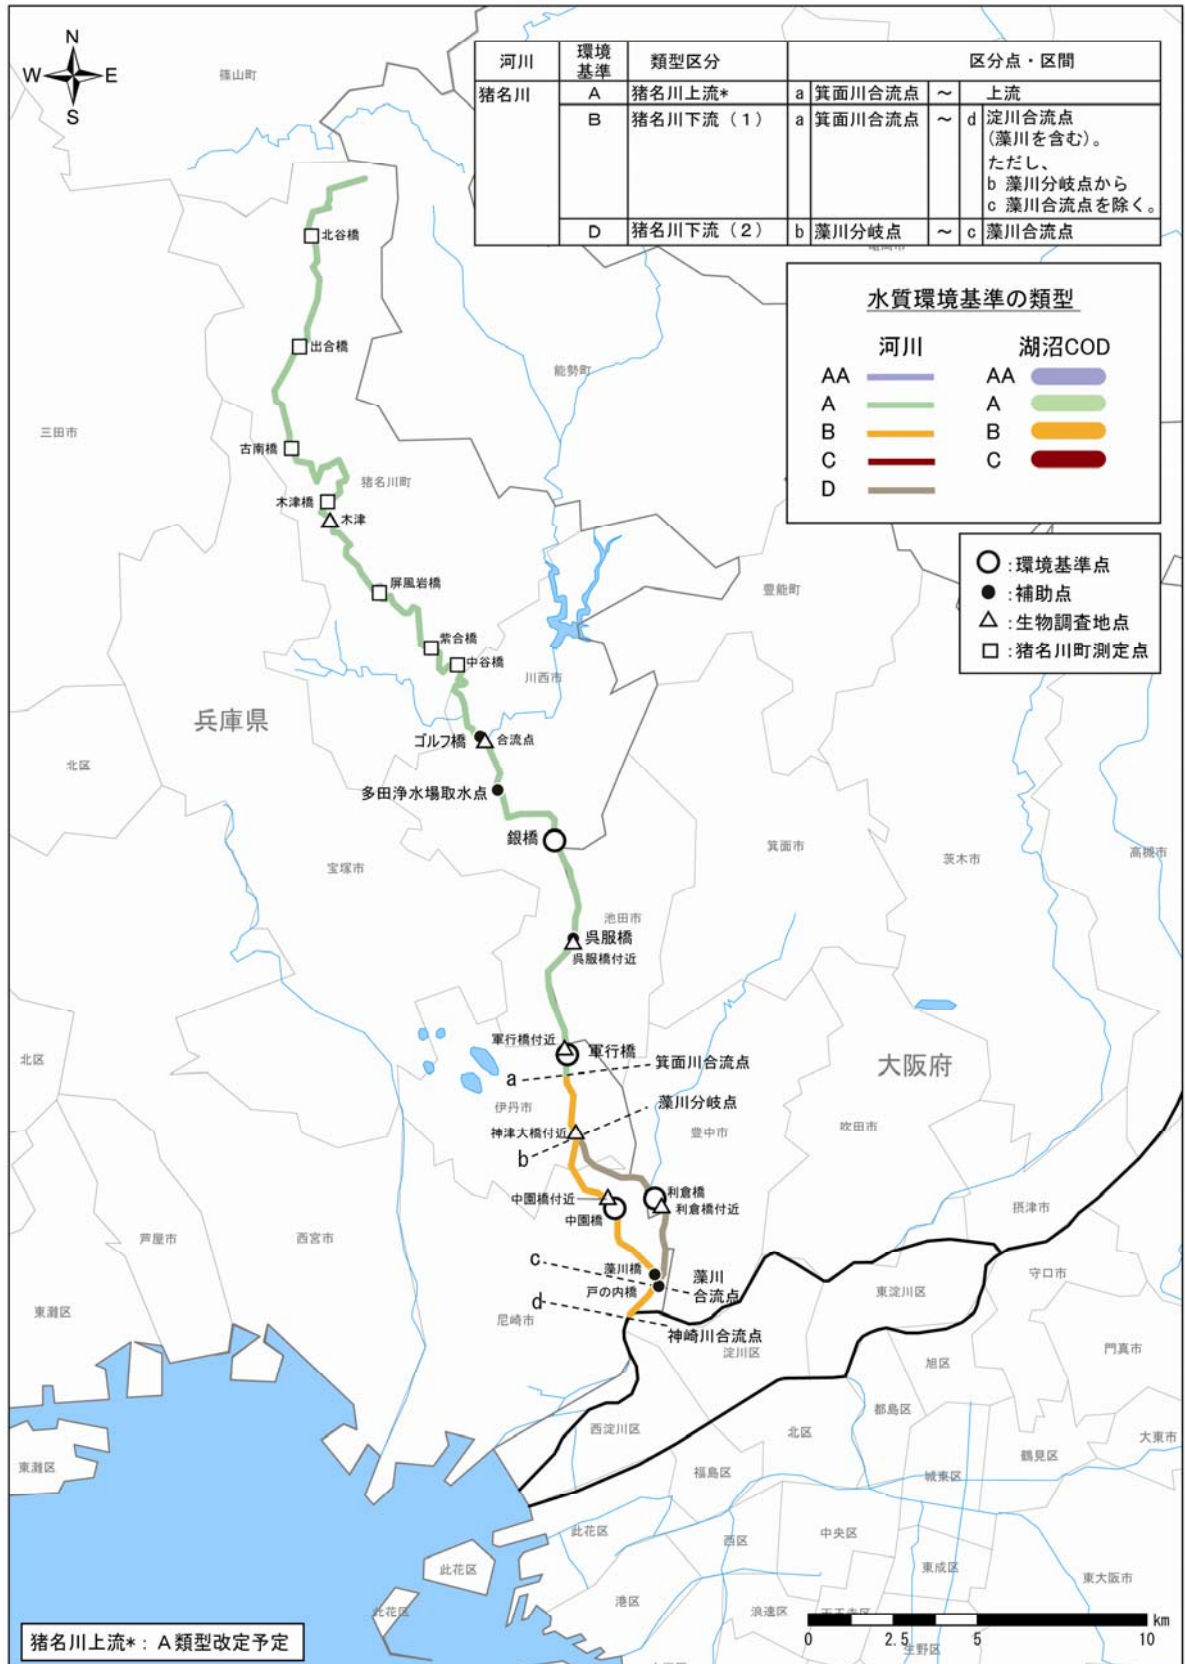 N
W E
S
河川 環境基準 類型区分 区分点・区間
猪名川 A 猪名川上流* a 箕面川合流点 ～ 上流
B 猪名川下流（１） a 箕面川合流点 ～ d 淀川合流点
(藻川を含む)。
ただし、
b 藻川分岐点から
c 藻川合流点を除く。
D 猪名川下流（２） b 藻川分岐点 ～ c 藻川合流点
水質環境基準の類型
河川 湖沼COD
AA AA
A A
B B
C C
D
○:環境基準点
●:補助点
△:生物調査地点
□:猪名川町測定点
篠山町
北谷橋
出合橋
能勢町
三田市
古南橋
猪名川町
木津橋
木津
屏風岩橋
豊能町
紫合橋
中谷橋
川西市
兵庫県
ゴルフ橋
合流点
北区
多田浄水場取水点
銀橋
箕面市
茨木市
高槻市
宝塚市
池田市
呉服橋
呉服橋付近
軍行橋付近
軍行橋
北区
箕面川合流点
大阪府
a
伊丹市
藻川分岐点
神津大橋付近
豊中市
吹田市
b
中園橋付近
利倉橋
利倉橋付近
中園橋
摂津市
芦屋市
西宮市
c
藻川橋
藻川
合流点
守口市
戸の内橋
東淀川区
d
東灘区
尼崎市
神崎川合流点
淀川区
門真市
旭区
都島区
西淀川区
北区
大東市
鶴見区
東灘区
福島区
城東区
此花区
西区
中央区
此花区
東成区
東大阪市
此花区
港区
浪速区
生野区
km
0 2.5 5 10
猪名川上流*：Ａ類型改定予定